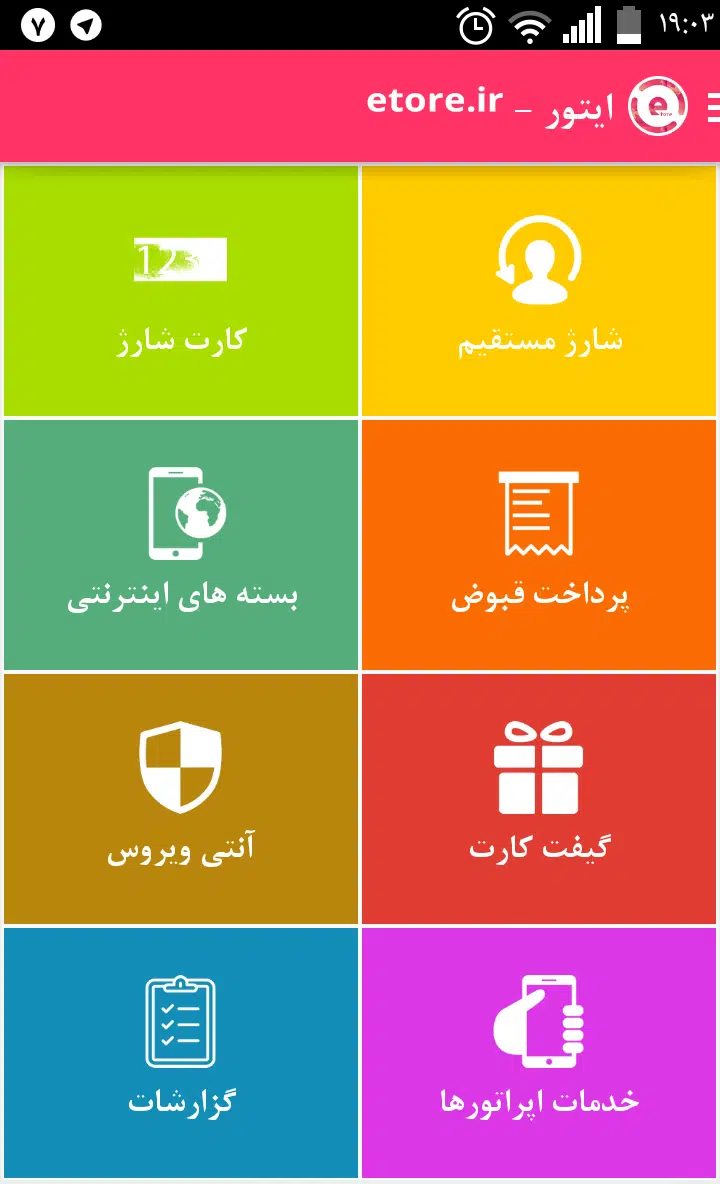 ۱۹:۰۳
۷
ایتور – etore.ir
شارژ مستقیم
123
کارت شارژ
پرداخت قبوض
بسته های اینترنتی
گیفت کارت
آنتی ویروس
خدمات اپراتورها
گزارشات